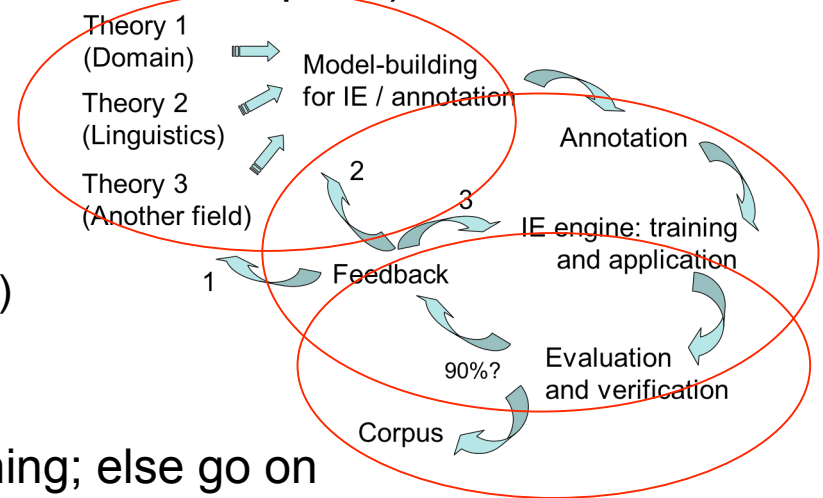 Theory 1
(Domain)
Model-building
for IE / annotation
Theory 2
(Linguistics)
Annotation
Theory 3
(Another field)
2
3
IE engine: training
and application
1
Feedback
)
Evaluation
and verification
90%?
Corpus
ning; else go on